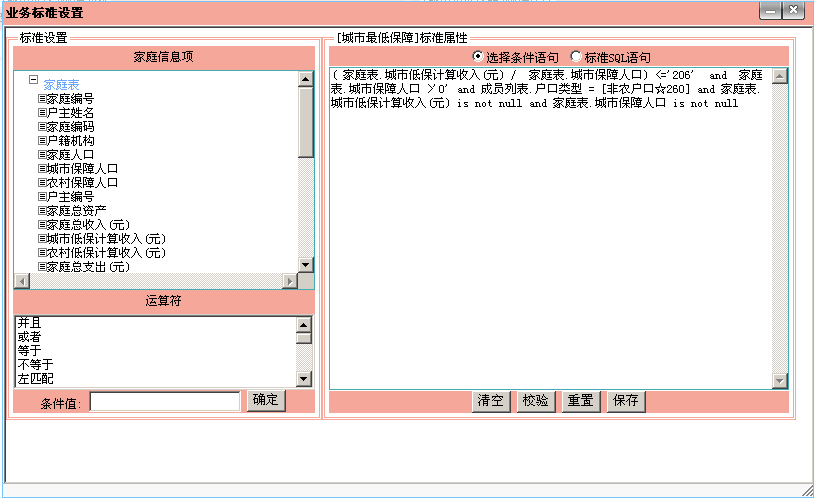 业务标准设置
标准设置
家庭信息项
家庭表
家庭编号
户主姓名
家庭编码
户籍机构
家庭人口
城市保障人口
农村保障人口
户主编号
家庭总资产
家庭总收入(元)
城市低保计算收入(元)
农村低保计算收入(元)
家庭总支出(元)
运算符
并且
或者
等于
不等于
左匹配
条件值:
确定
[城市最低保障]标准属性
选择条件语句 标准SQL语句
( 家庭表.城市低保计算收入(元) / 家庭表.城市保障人口) <='206' and 家庭
表.城市保障人口 >'0' and 成员列表.户口类型 = [非农户口☆260] and 家庭表.
城市低保计算收入(元) is not null and 家庭表.城市保障人口 is not null
清空 校验 重置 保存